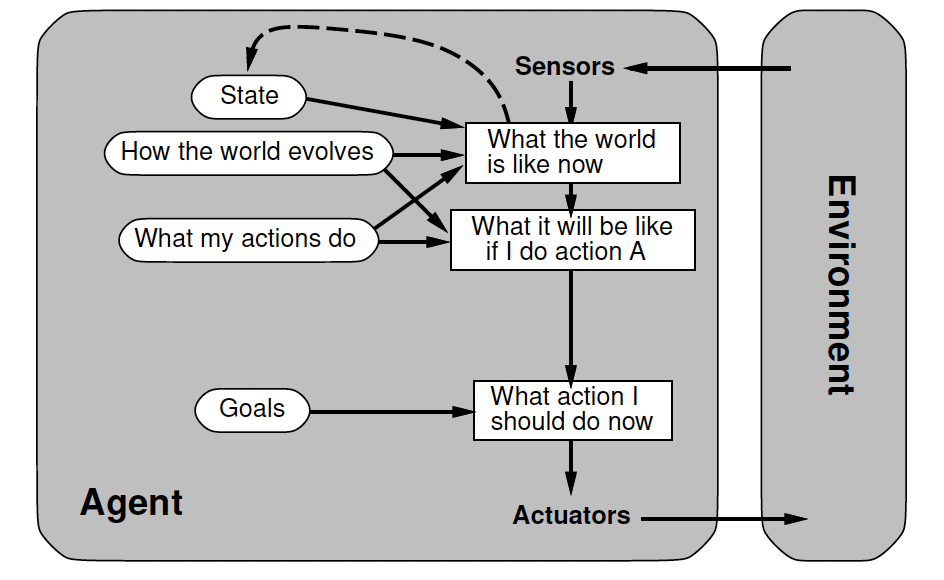 Sensors
State
What the world
is like now
How the world evolves
What my actions do
What it will be like
if I do action A
Environment
Goals
What action I
should do now
Agent
Actuators